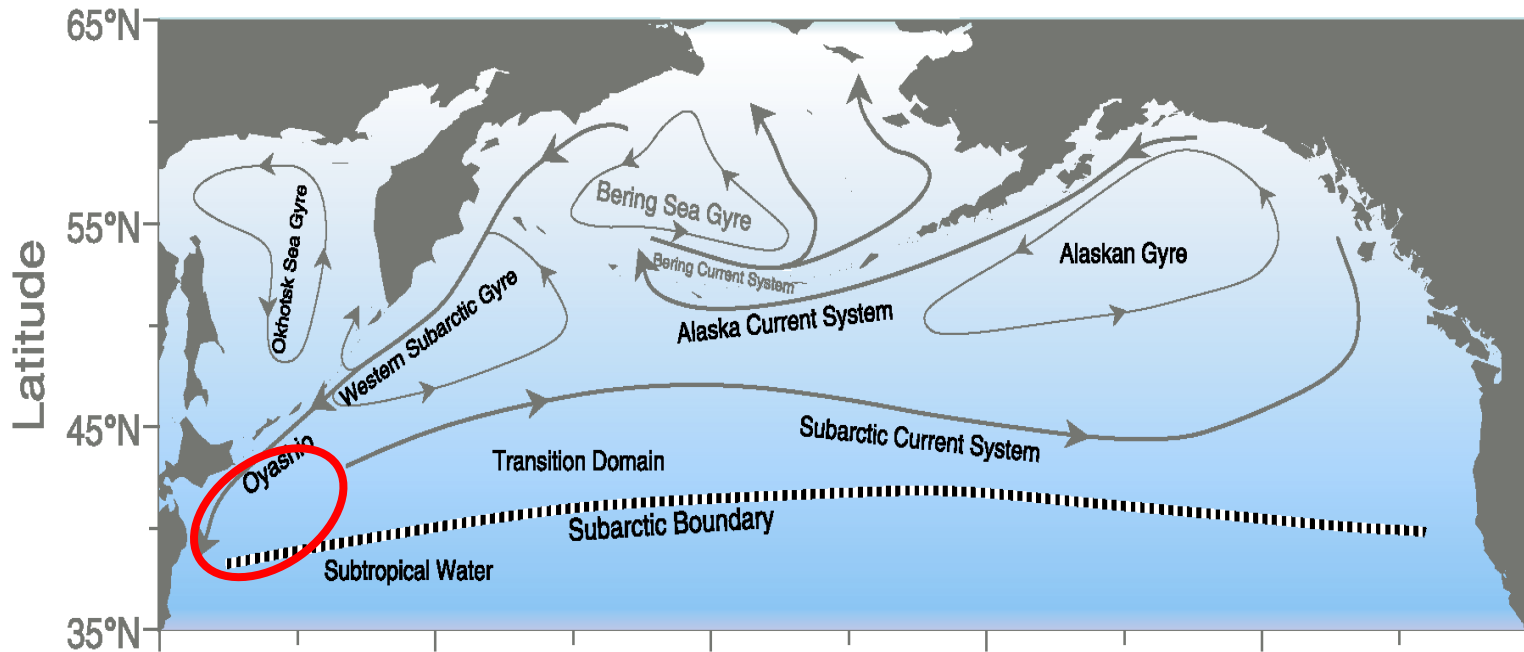 65°N
55°N
45°N
35°N
Latitude
Okhotsk Sea Gyre
Bering Sea Gyre
Bering Current System
Alaskan Gyre
Western Subarctic Gyre
Alaska Current System
Oyashio
Subarctic Current System
Transition Domain
Subarctic Boundary
Subtropical Water